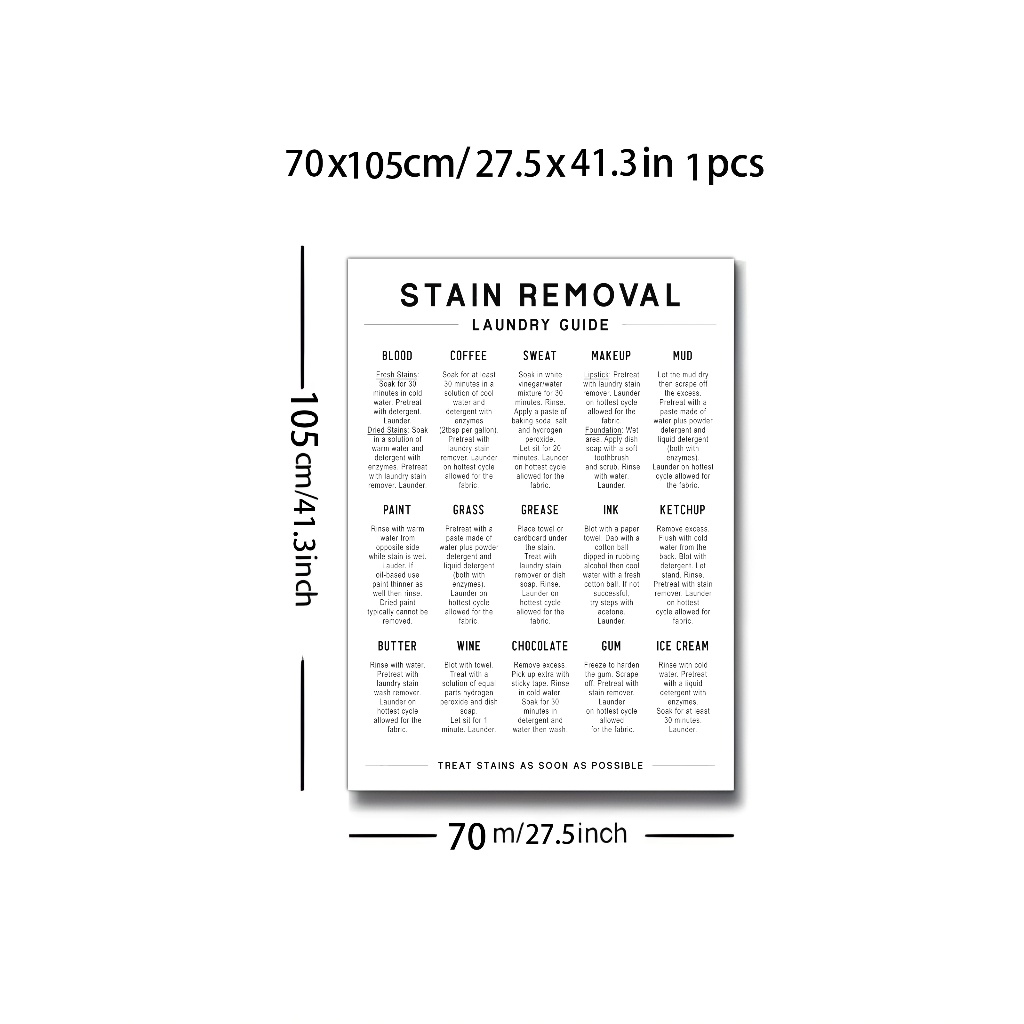 70x105cm/ 27.5x41.3in 1pcs
105cm/41.3inch
STAIN REMOVAL
LAUNDRY GUIDE
BLOOD
Fresh Stains:
Soak for 30
minutes in cold
water. Pretreat
with detergent.
Launder.
Dried Stains: Soak
in a solution of
warm water and
detergent with
enzymes. Pretreat
with laundry stain
remover. Launder.
COFFEE
Soak for at least
30 minutes in a
solution of cool
water and
detergent with
enzymes
(2tbsp per gallon).
Pretreat with
laundry stain
remover. Launder
on hottest cycle
allowed for the
fabric.
SWEAT
Soak in white
vinegar/water
mixture for 30
minutes. Rinse.
Apply a paste of
baking soda, salt
and hydrogen
peroxide.
Let sit for 20
minutes. Launder
on hottest cycle
allowed for the
fabric.
MAKEUP
Lipstick: Pretreat
with laundry stain
remover. Launder
on hottest cycle
allowed for the
fabric.
Foundation: Wet
area. Apply dish
soap with a soft
toothbrush
and scrub. Rinse
with water.
Launder.
MUD
Let the mud dry
then scrape off
the excess.
Pretreat with a
paste made of
water plus powder
detergent and
liquid detergent
(both with
enzymes).
Launder on hottest
cycle allowed for
the fabric.
PAINT
Rinse with warm
water from
opposite side
while stain is wet.
Lauder. If
oil-based use
paint thinner as
well then rinse.
Dried paint
typically cannot be
removed.
GRASS
Pretreat with a
paste made of
water plus powder
detergent and
liquid detergent
(both with
enzymes).
Launder on
hottest cycle
allowed for the
fabric.
GREASE
Place towel or
cardboard under
the stain.
Treat with
laundry stain
remover or dish
soap. Rinse.
Launder on
hottest cycle
allowed for the
fabric.
INK
Blot with a paper
towel. Dab with a
cotton ball
dipped in rubbing
alcohol then cool
water with a fresh
cotton ball. If not
successful,
try steps with
acetone.
Launder.
KETCHUP
Remove excess.
Flush with cold
water from the
back. Blot with
detergent. Let
stand. Rinse.
Pretreat with stain
remover. Launder
on hottest
cycle allowed for
fabric.
BUTTER
Rinse with water.
Pretreat with
laundry stain
wash remover.
Launder on
hottest cycle
allowed for the
fabric.
WINE
Blot with towel.
Treat with a
solution of equal
parts hydrogen
peroxide and dish
soap.
Let sit for 1
minute. Launder.
CHOCOLATE
Remove excess
Pick up extra with
sticky tape. Rinse
in cold water
Soak for 30
minutes in
detergent and
water then wash
GUM
Freeze to harden
the gum. Scrape
off. Pretreat with
stain remover.
Launder
on hottest cycle
allowed
for the fabric.
ICE CREAM
Rinse with cold
water. Pretreat
with a liquid
detergent with
enzymes.
Soak for at least
30 minutes.
Launder.
TREAT STAINS AS SOON AS POSSIBLE
70 m/27.5inch